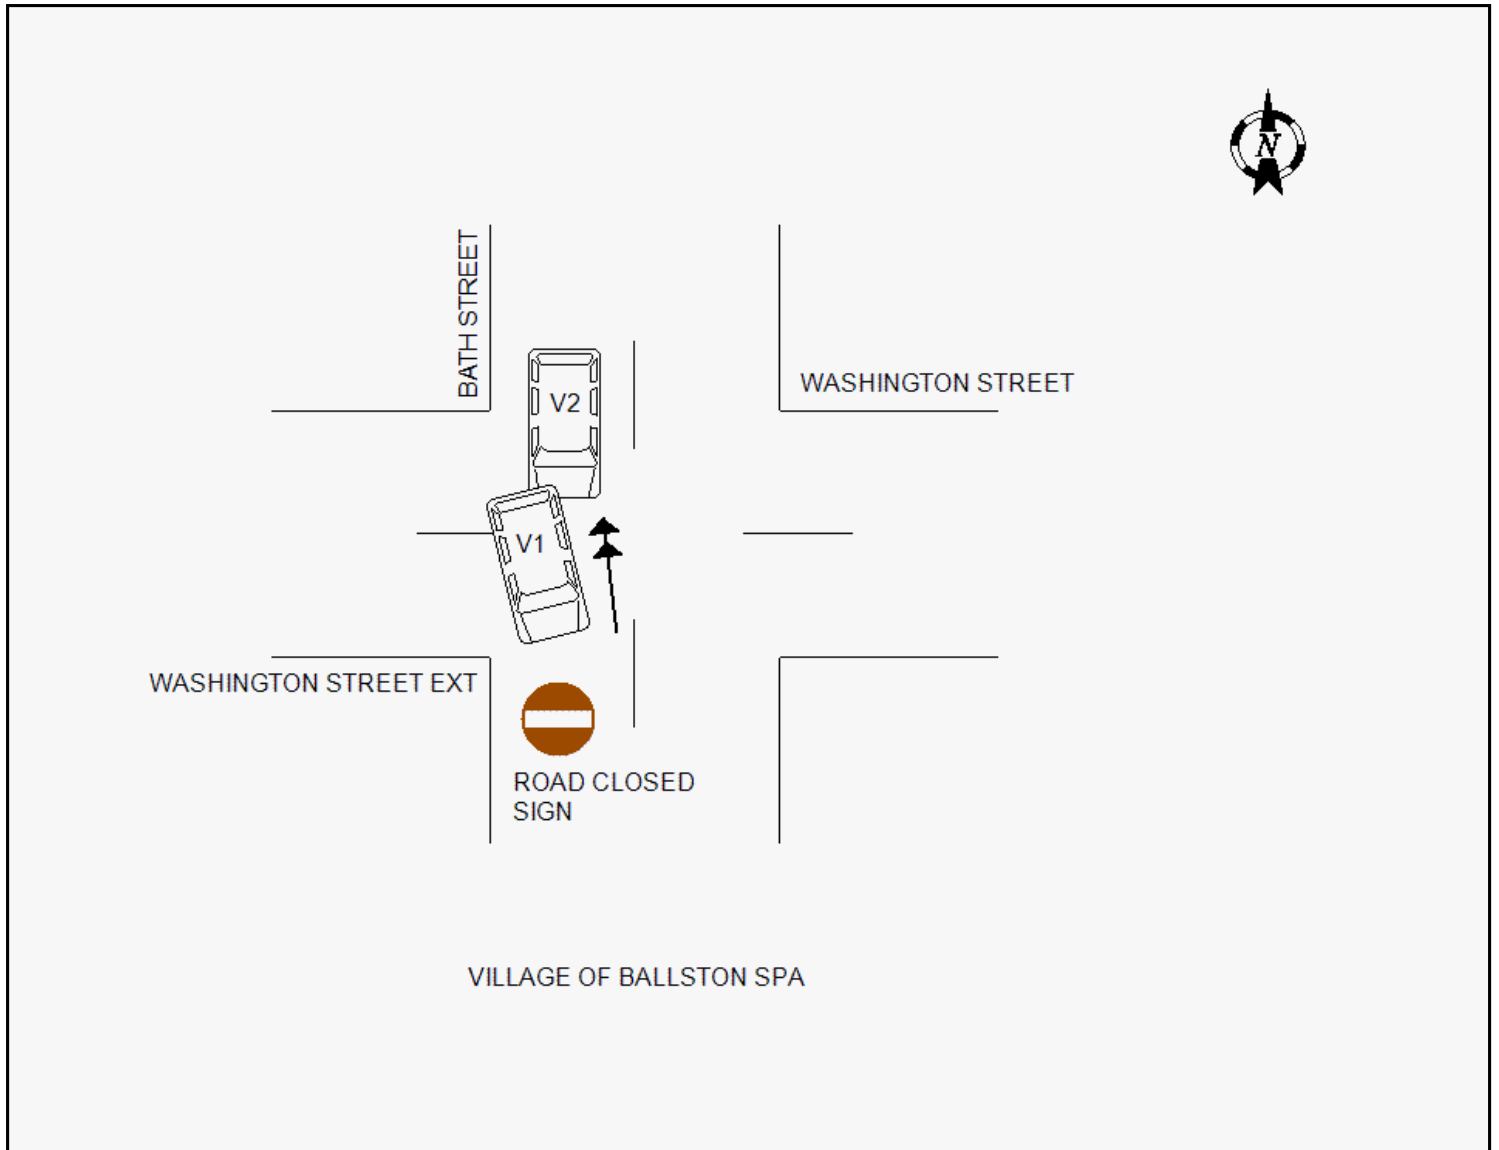 N
BATH STREET
WASHINGTON STREET
V2
V1
WASHINGTON STREET EXT
ROAD CLOSED
SIGN
VILLAGE OF BALLSTON SPA